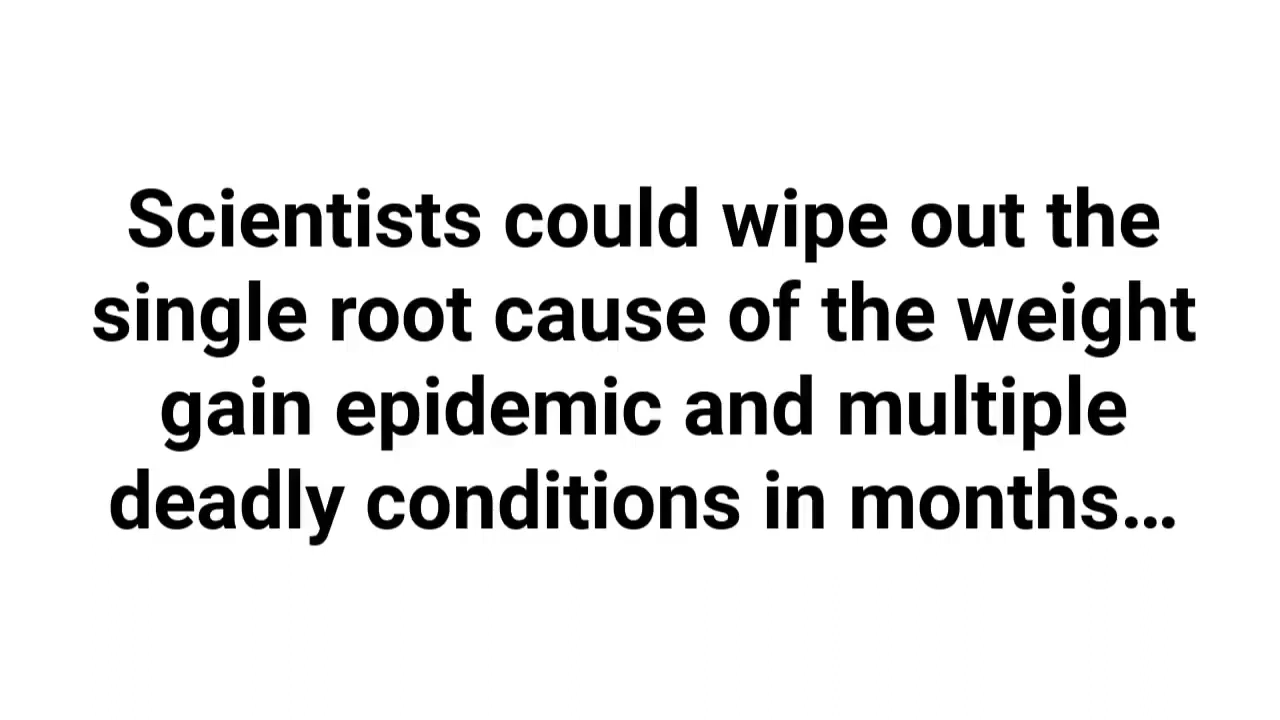 Scientists could wipe out the
single root cause of the weight
gain epidemic and multiple
deadly conditions in months…